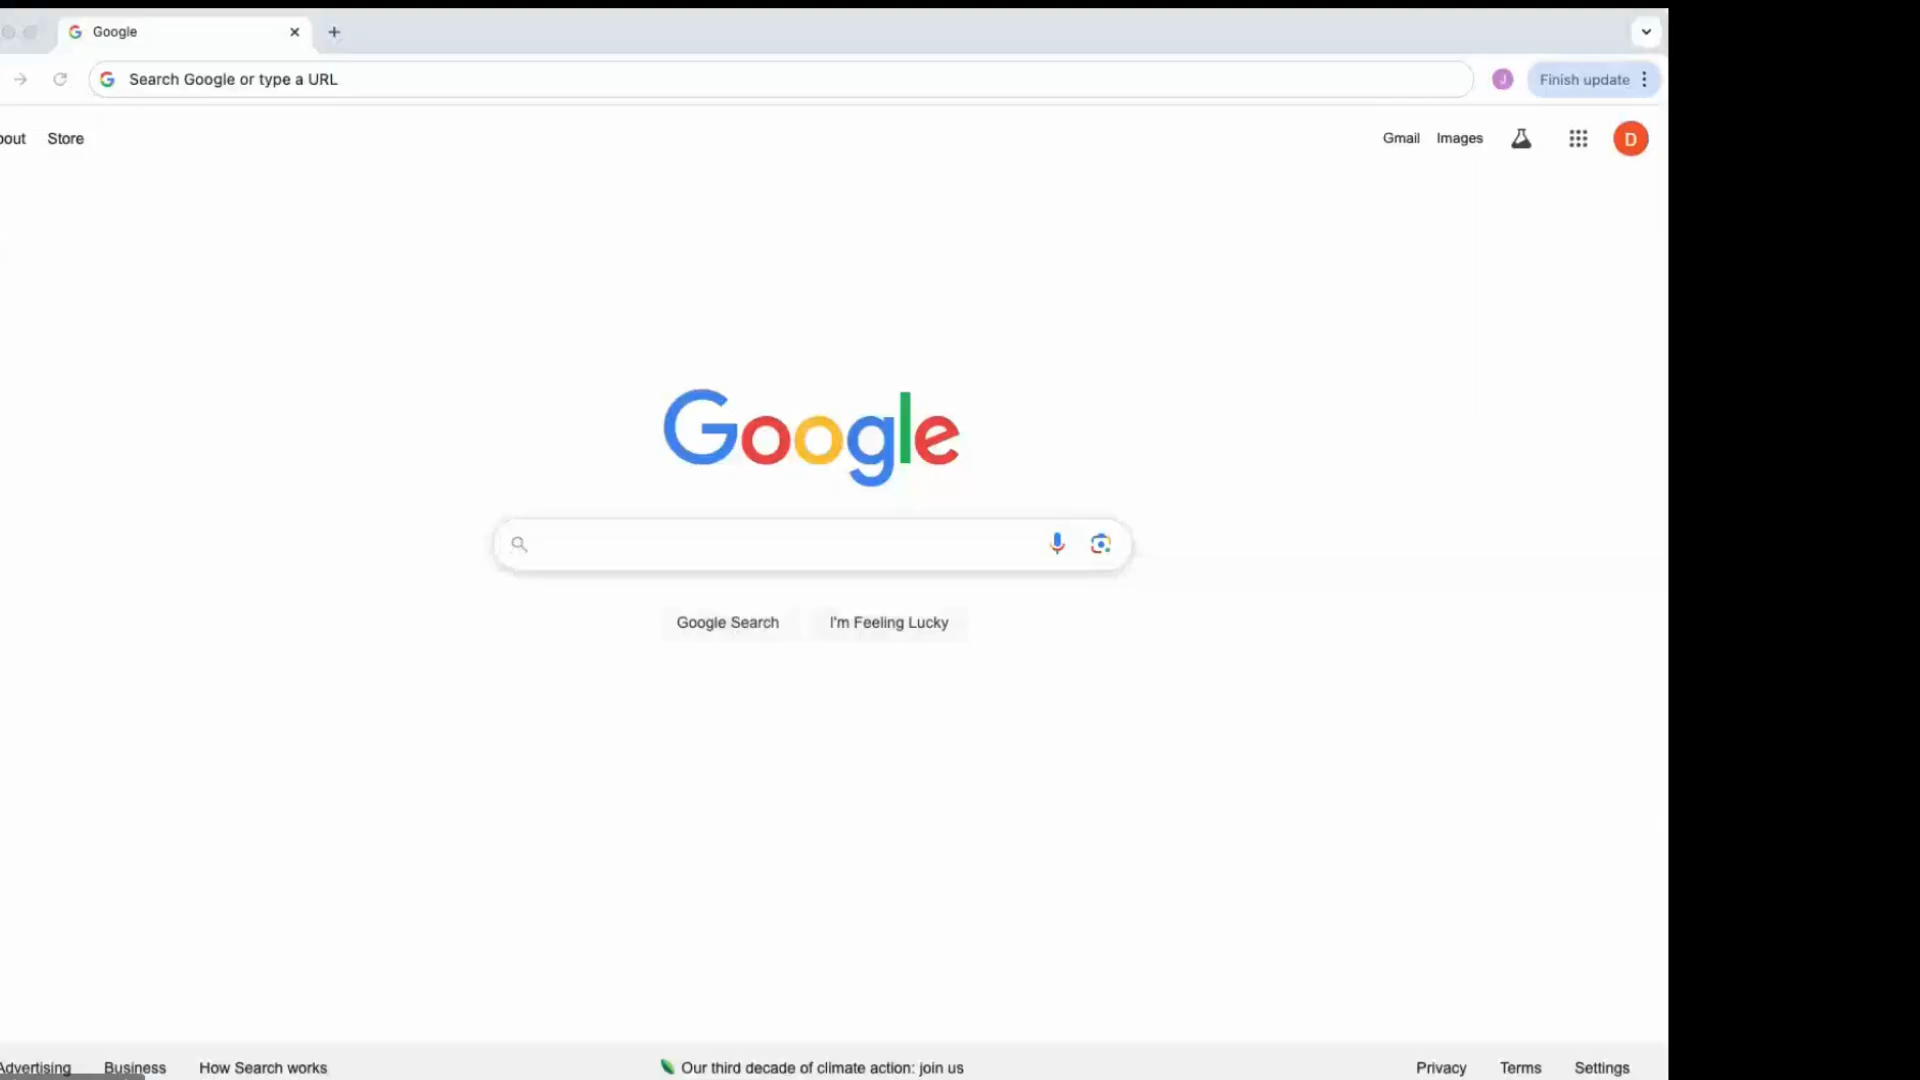 Google
Search Google or type a URL
J
Finish update
bout
Store
Gmail
Images
D
Google
Google Search
I'm Feeling Lucky
Advertising
Business
How Search works
Our third decade of climate action: join us
Privacy
Terms
Settings